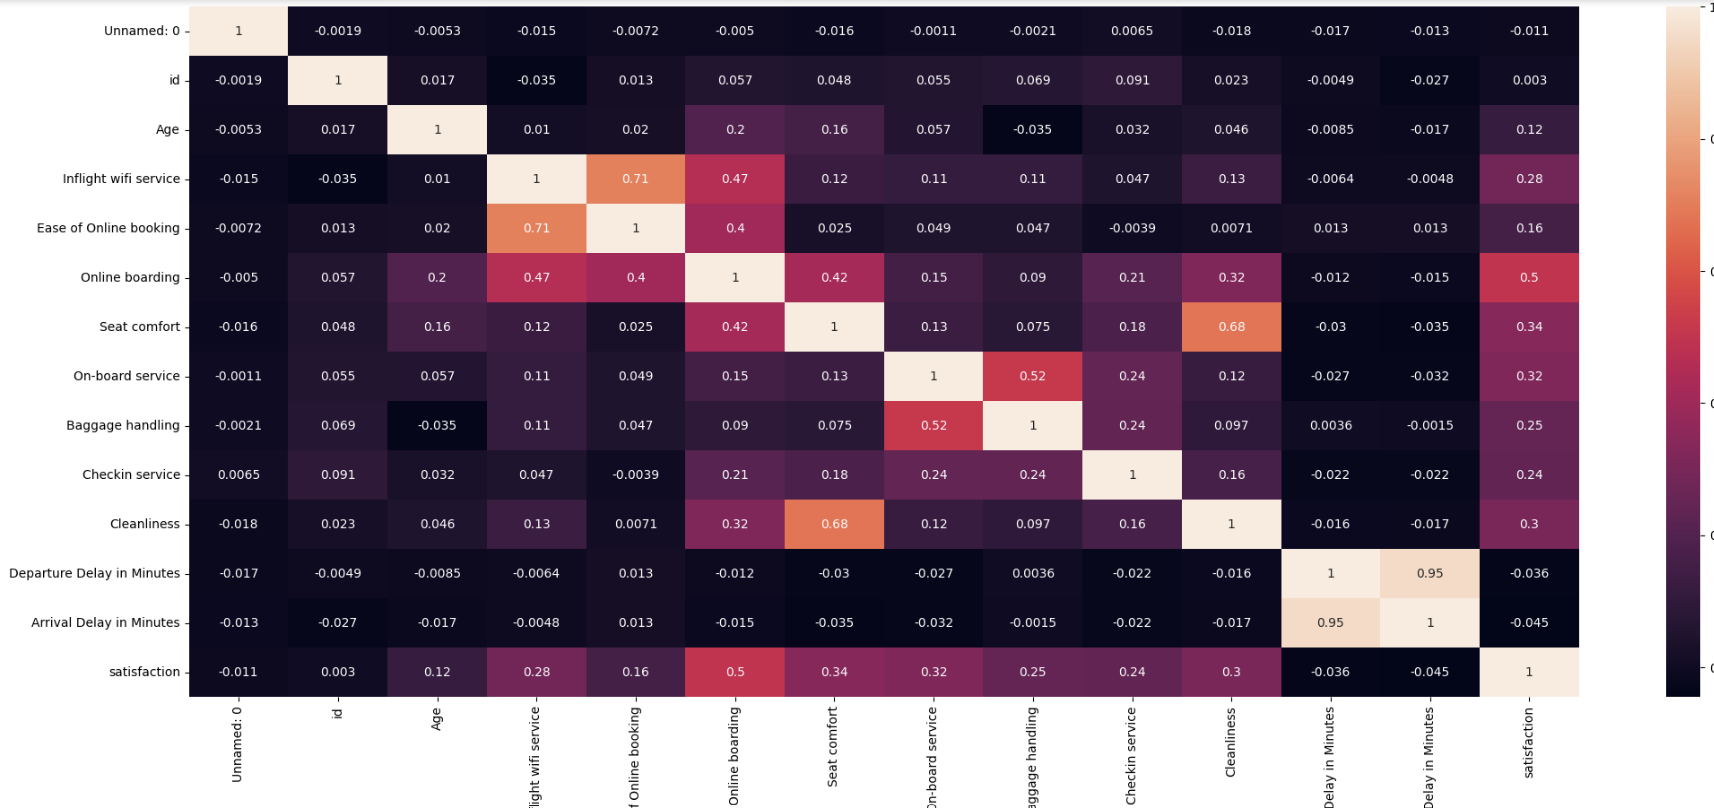 Unnamed: 0 1 -0.0019 -0.0053 -0.015 -0.0072 -0.005 -0.016 -0.0011 -0.0021 0.0065 -0.018 -0.017 -0.013 -0.011
id -0.0019 1 0.017 -0.035 0.013 0.057 0.048 0.055 0.069 0.091 0.023 -0.0049 -0.027 0.003
Age -0.0053 0.017 1 0.01 0.02 0.2 0.16 0.057 -0.035 0.032 0.046 -0.0085 -0.017 0.12
Inflight wifi service -0.015 -0.035 0.01 1 0.71 0.47 0.12 0.11 0.11 0.047 0.13 -0.0064 -0.0048 0.28
Ease of Online booking -0.0072 0.013 0.02 0.71 1 0.4 0.025 0.049 0.047 -0.0039 0.0071 0.013 0.013 0.16
Online boarding -0.005 0.057 0.2 0.47 0.4 1 0.42 0.15 0.09 0.21 0.32 -0.012 -0.015 0.5
Seat comfort -0.016 0.048 0.16 0.12 0.025 0.42 1 0.13 0.075 0.18 0.68 -0.03 -0.035 0.34
On-board service -0.0011 0.055 0.057 0.11 0.049 0.15 0.13 1 0.52 0.24 0.12 -0.027 -0.032 0.32
Baggage handling -0.0021 0.069 -0.035 0.11 0.047 0.09 0.075 0.52 1 0.24 0.097 0.0036 -0.0015 0.25
Checkin service 0.0065 0.091 0.032 0.047 -0.0039 0.21 0.18 0.24 0.24 1 0.16 -0.022 -0.022 0.24
Cleanliness -0.018 0.023 0.046 0.13 0.0071 0.32 0.68 0.12 0.097 0.16 1 -0.016 -0.017 0.3
Departure Delay in Minutes -0.017 -0.0049 -0.0085 -0.0064 0.013 -0.012 -0.03 -0.027 0.0036 -0.022 -0.016 1 0.95 -0.036
Arrival Delay in Minutes -0.013 -0.027 -0.017 -0.0048 0.013 -0.015 -0.035 -0.032 -0.0015 -0.022 -0.017 0.95 1 -0.045
satisfaction -0.011 0.003 0.12 0.28 0.16 0.5 0.34 0.32 0.25 0.24 0.3 -0.036 -0.045 1
Unnamed: 0
id
Age
wifi service
Online booking
Online boarding
Seat comfort
On-board service
handling
Checkin service
Cleanliness
Delay in Minutes
Delay in Minutes
satisfaction